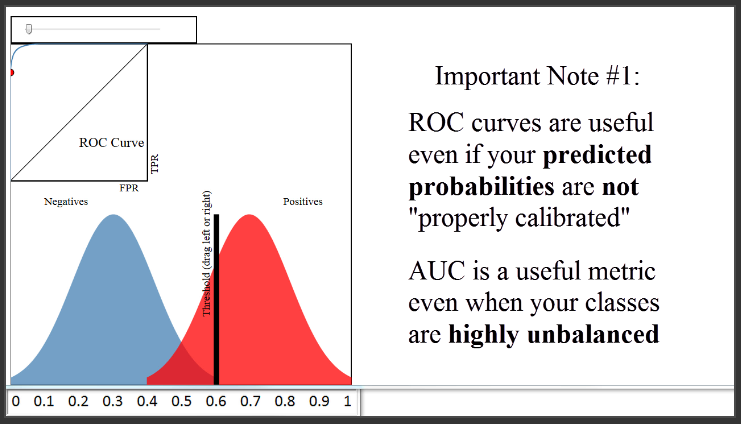 ROC Curve
TPR
FPR
Negatives
Positives
Threshold (drag left or right)
0 0.1 0.2 0.3 0.4 0.5 0.6 0.7 0.8 0.9 1
Important Note #1:
ROC curves are useful
even if your predicted
probabilities are not
"properly calibrated"
AUC is a useful metric
even when your classes
are highly unbalanced